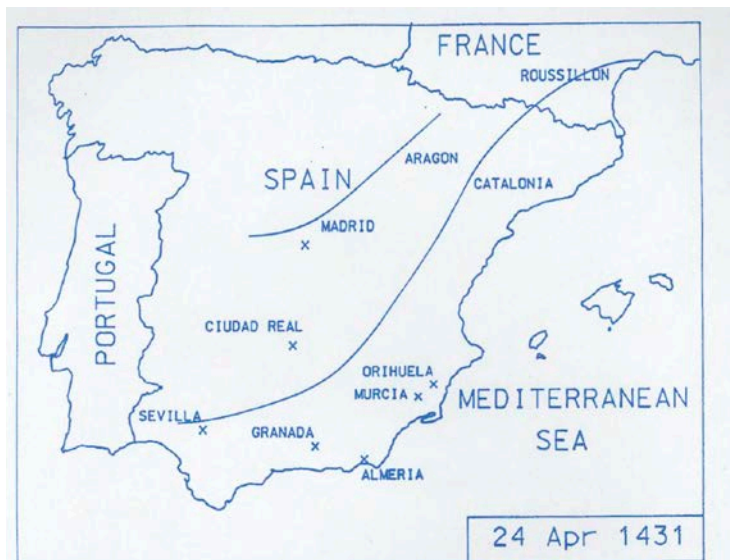 FRANCE
ROUSSILLON
ARAGON
SPAIN
CATALONIA
MADRID
PORTUGAL
CIUDAD REAL
ORIHUELA
MURCIA
MEDITERRANEAN
SEA
SEVILLA
GRANADA
ALMERIA
24 Apr 1431